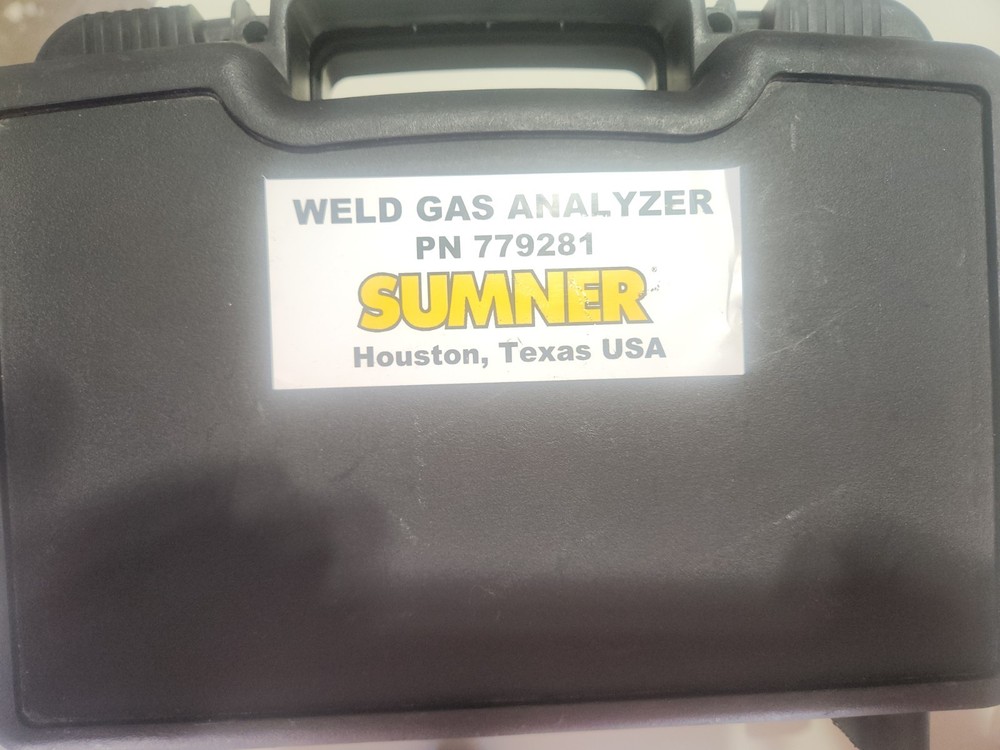 WELD GAS ANALYZER
PN 779281
SUMNER
Houston, Texas USA